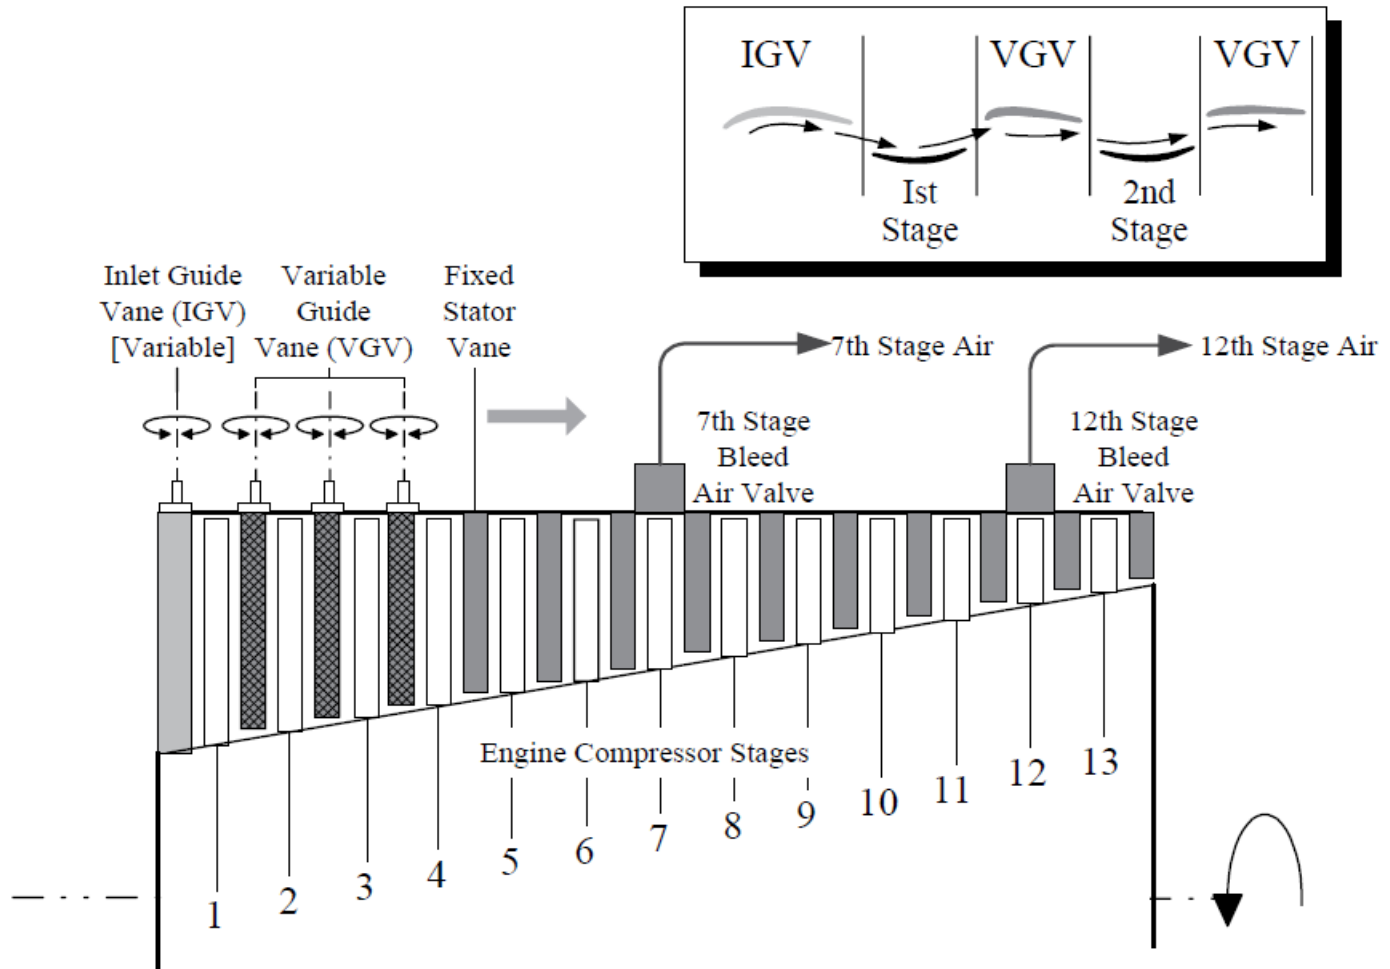 IGV
VGV
VGV
Ist
Stage
2nd
Stage
Inlet Guide
Vane (IGV)
[Variable]
Variable
Guide
Vane (VGV)
Fixed
Stator
Vane
7th Stage Air
12th Stage Air
7th Stage
Bleed
Air Valve
12th Stage
Bleed
Air Valve
Engine Compressor Stages
1
2
3
4
5
6
7
8
9
10
11
12
13